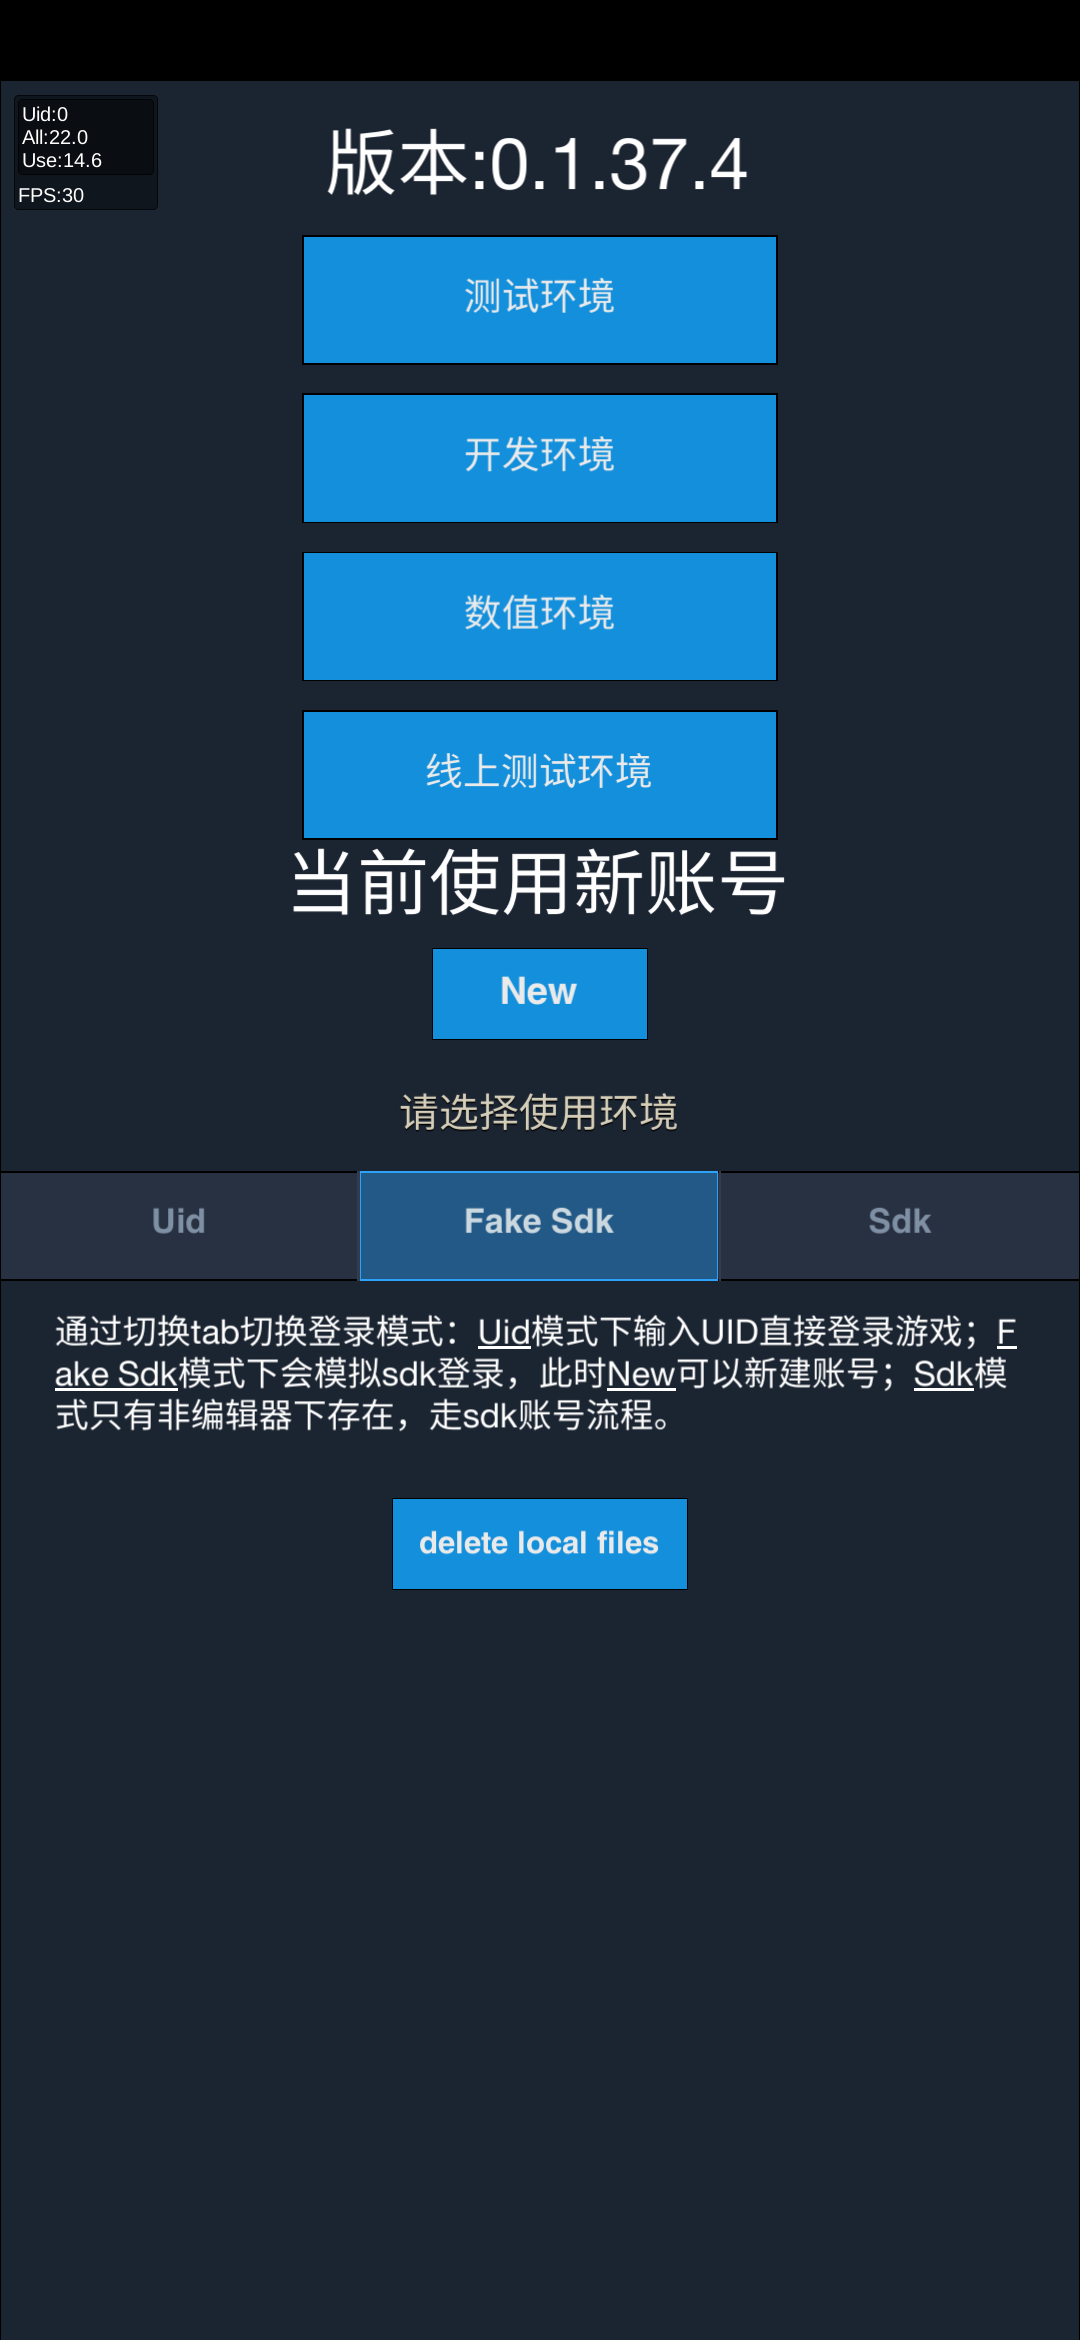 Uid:0
All:22.0
Use:14.6
FPS:30
版本:0.1.37.4
测试环境
开发环境
数值环境
线上测试环境
当前使用新账号
New
请选择使用环境
Uid
Fake Sdk
Sdk
通过切换tab切换登录模式：Uid模式下输入UID直接登录游戏；F
ake Sdk模式下会模拟sdk登录，此时New可以新建账号；Sdk模
式只有非编辑器下存在，走sdk账号流程。
delete local files